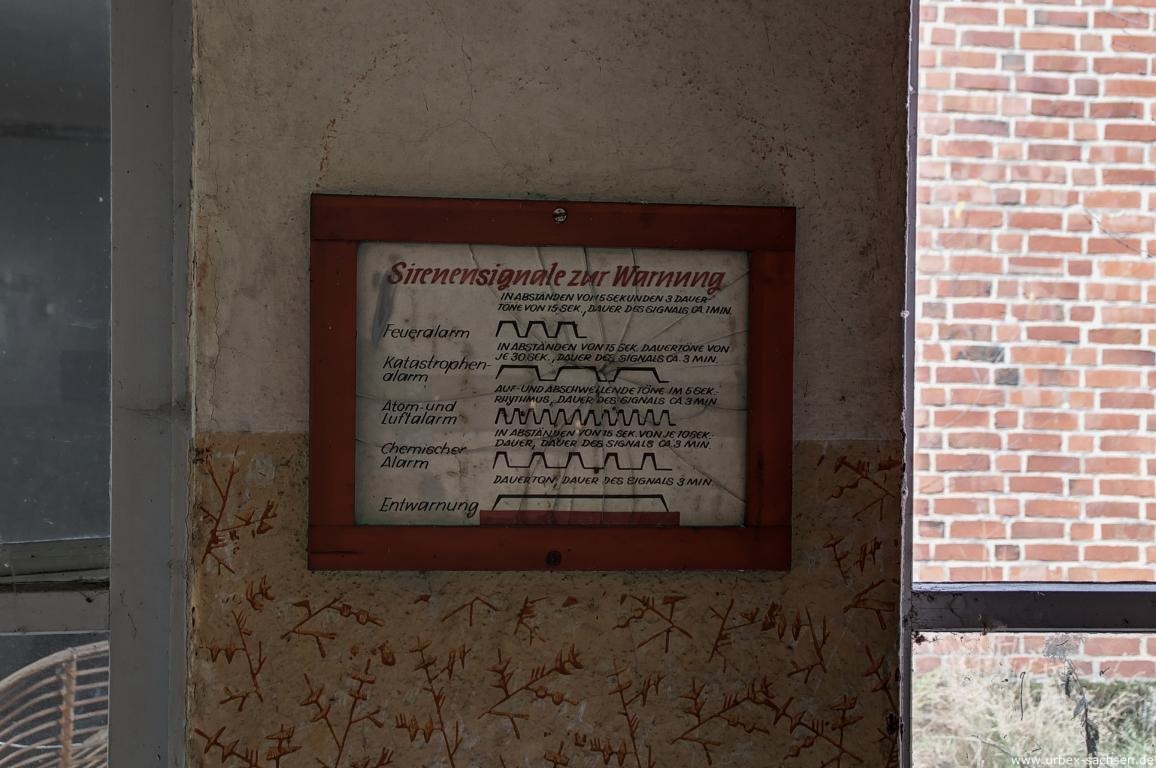 Sirenensignale zur Warnung
IN ABSTÄNDEN VON 15 SEKUNDEN 3 DAUER-
TÖNE VON 15 SEK., DAUER DES SIGNALS CA. 1 MIN.
Feueralarm
IN ABSTÄNDEN VON 15 SEK. DAUERTÖNE VON
JE 30 SEK., DAUER DES SIGNALS CA. 3 MIN.
Katastrophen-
alarm
AUF- UND ABSCHWELLENDE TÖNE IM 5 SEK.-
RHYTHMUS, DAUER DES SIGNALS CA. 3 MIN.
Atom- und
Luftalarm
IN ABSTÄNDEN VON 15 SEK. VON JE 10 SEK.-
DAUER, DAUER DES SIGNALS CA. 3 MIN.
Chemischer
Alarm
DAUERTON, DAUER DES SIGNALS 3 MIN.
Entwarnung
www.urbex-sachsen.de